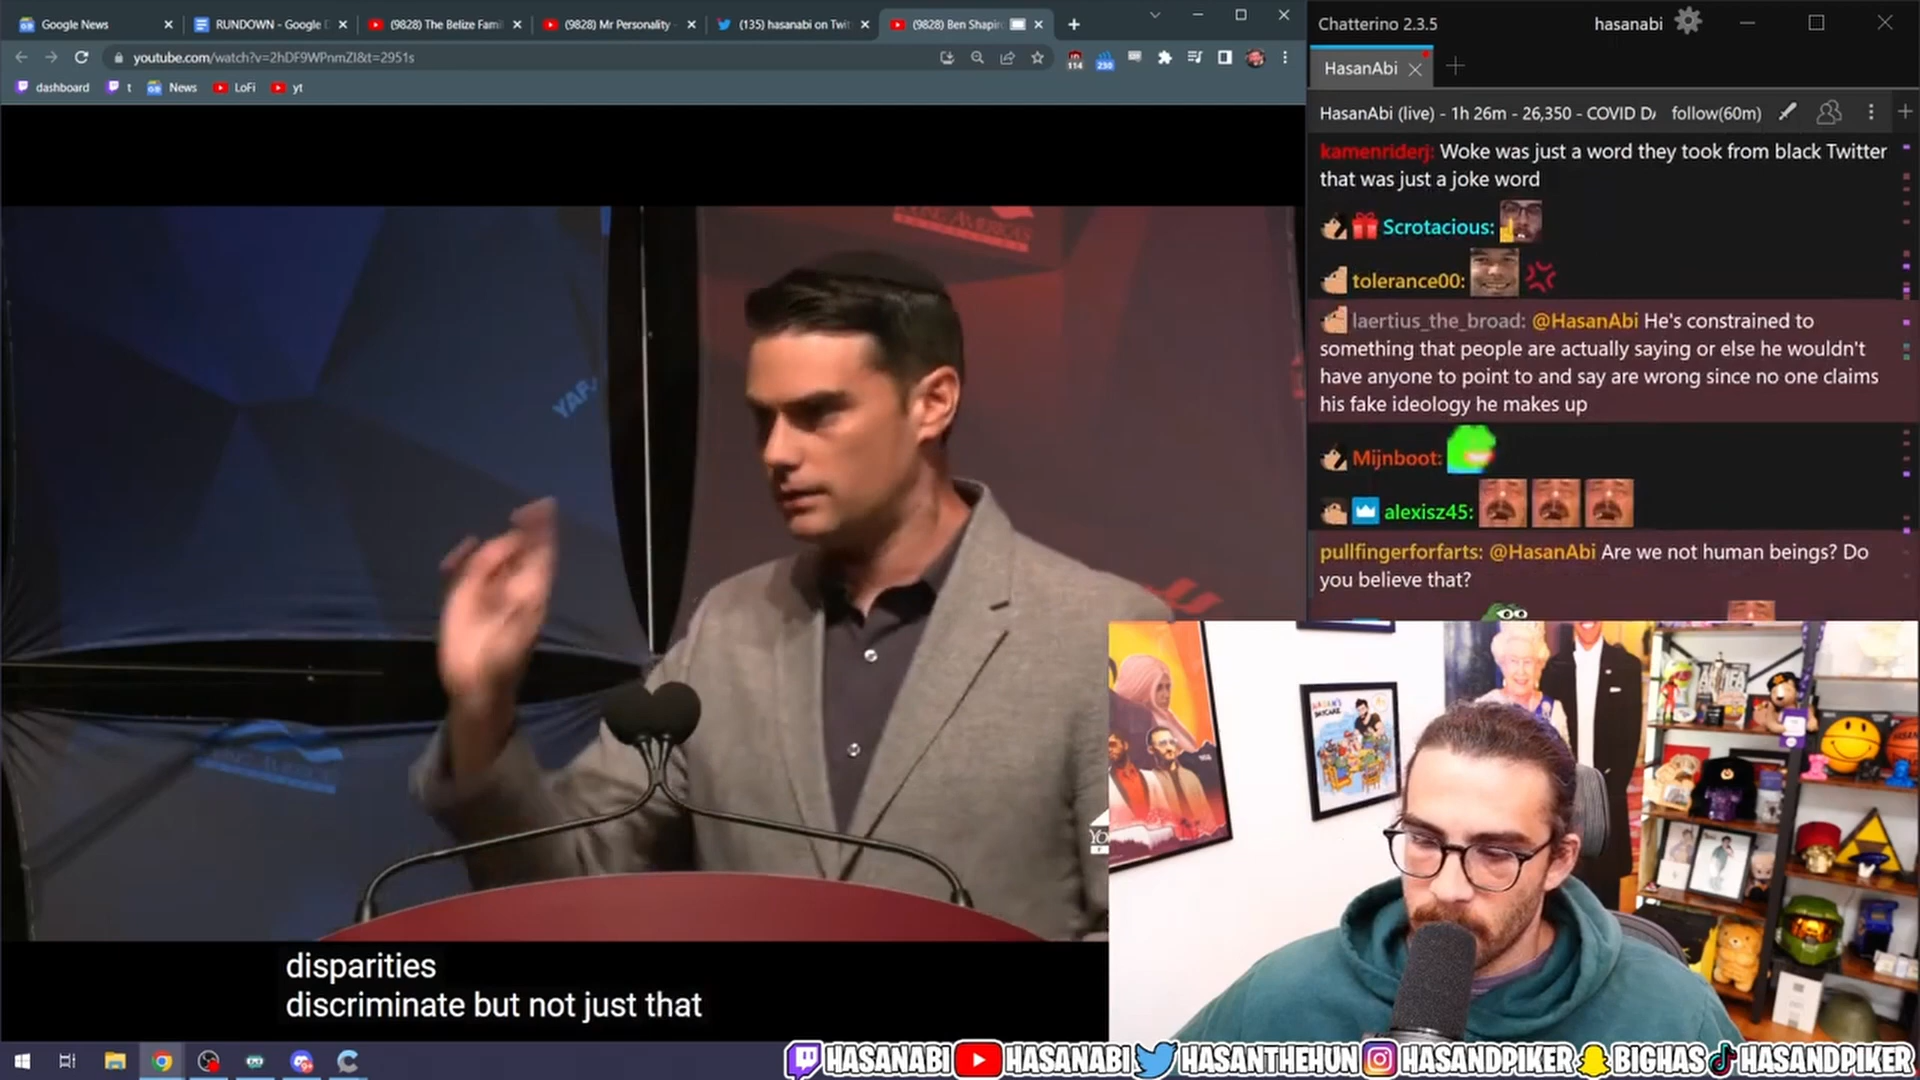 Google News
RUNDOWN - Google D
(9828) The Belize Fami
(9828) Mr Personality -
(135) hasanabi on Twit
(9828) Ben Shapiro
youtube.com/watch?v=2hDF9WPnmZI&t=2951s
114
230
dashboard
t
News
LoFi
yt
YAF
disparities
discriminate but not just that
Chatterino 2.3.5
hasanabi
HasanAbi
HasanAbi (live) - 1h 26m - 26,350 - COVID DA
follow(60m)
kamenriderj: Woke was just a word they took from black Twitter
that was just a joke word
Scrotacious:
tolerance00:
laertius_the_broad: @HasanAbi He's constrained to
something that people are actually saying or else he wouldn't
have anyone to point to and say are wrong since no one claims
his fake ideology he makes up
Mijnboot:
alexisz45:
pullfingerforfarts: @HasanAbi Are we not human beings? Do
you believe that?
HASANABI
HASANABI
HASANTHEHUN
HASANDPIKER
BIGHAS
HASANDPIKER